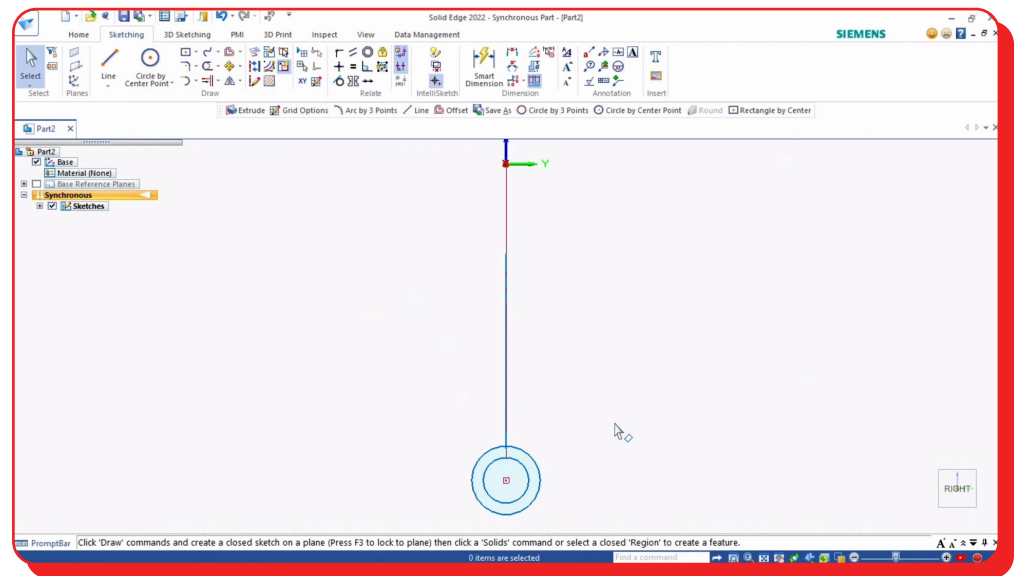 Solid Edge 2022 - Synchronous Part - [Part2]
Home Sketching 3D Sketching PMI 3D Print Inspect View Data Management SIEMENS
Select Line Circle by Center Point Smart Dimension
Select Planes Draw Relate IntelliSketch Dimension Annotation Insert
Extrude Grid Options Arc by 3 Points Line Offset Save As Circle by 3 Points Circle by Center Point Round Rectangle by Center
Part2
Part2
Base
Material (None)
Base Reference Planes
Synchronous
Sketches
Y
RIGHT
PromptBar Click 'Draw' commands and create a closed sketch on a plane (Press F3 to lock to plane) then click a 'Solids' command or select a closed 'Region' to create a feature.
0 items are selected Find a command